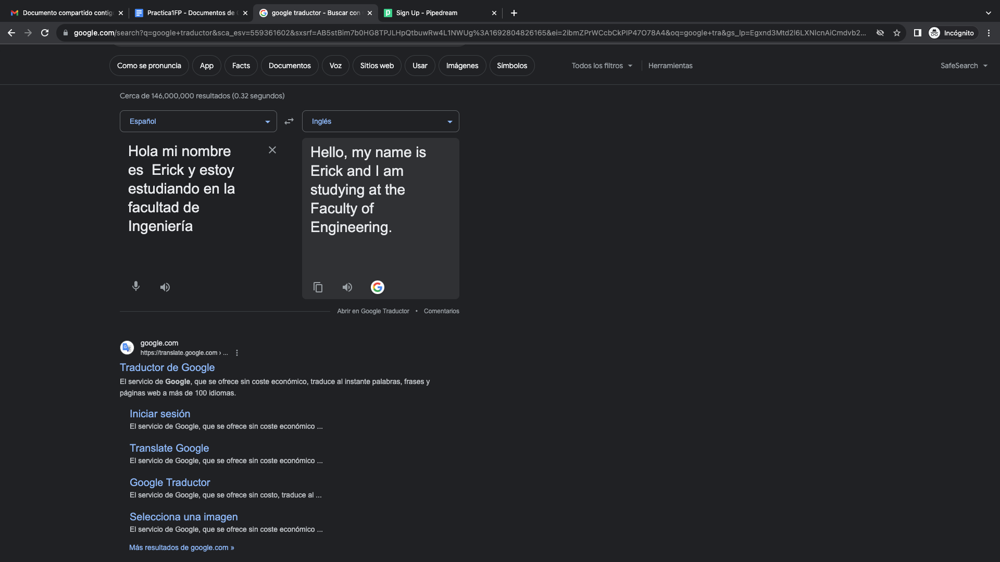 Documento compartido contig
Practica1FP - Documentos de
google traductor - Buscar con
Sign Up - Pipedream
google.com/search?q=google+traductor&sca_esv=559361602&sxsrf=AB5stBim7b0HG8TPJLHpQtbuwRw4L1NWUg%3A1692804826165&ei=2ibmZPrWCcbCkPIP47O78A4&oq=google+tra&gs_lp=Egxnd3Mtd2l6LXNlcnAiCmdvb2...
Incógnito
Como se pronuncia
App
Facts
Documentos
Voz
Sitios web
Usar
Imágenes
Símbolos
Todos los filtros
Herramientas
SafeSearch
Cerca de 146,000,000 resultados (0.32 segundos)
Español
Inglés
Hola mi nombre
es  Erick y estoy
estudiando en la
facultad de
Ingeniería
Hello, my name is
Erick and I am
studying at the
Faculty of
Engineering.
Abrir en Google Traductor • Comentarios
google.com
https://translate.google.com › ...
Traductor de Google
El servicio de Google, que se ofrece sin coste económico, traduce al instante palabras, frases y
páginas web a más de 100 idiomas.
Iniciar sesión
El servicio de Google, que se ofrece sin coste económico ...
Translate Google
El servicio de Google, que se ofrece sin coste económico ...
Google Traductor
El servicio de Google, que se ofrece sin costo, traduce al ...
Selecciona una imagen
El servicio de Google, que se ofrece sin coste económico ...
Más resultados de google.com »